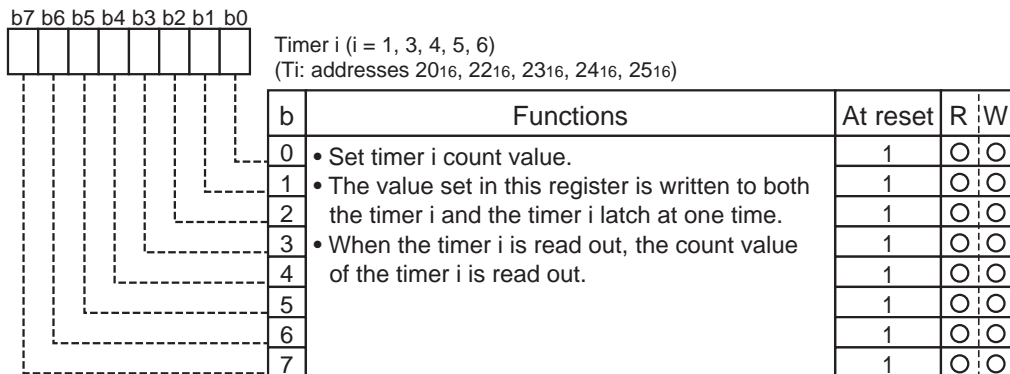 b7 b6 b5 b4 b3 b2 b1 b0
Timer i (i = 1, 3, 4, 5, 6)
(Ti: addresses 2016, 2216, 2316, 2416, 2516)
b Functions At reset R W
0 • Set timer i count value. 1 O O
1 • The value set in this register is written to both 1 O O
2 the timer i and the timer i latch at one time. 1 O O
3 • When the timer i is read out, the count value 1 O O
4 of the timer i is read out. 1 O O
5 1 O O
6 1 O O
7 1 O O